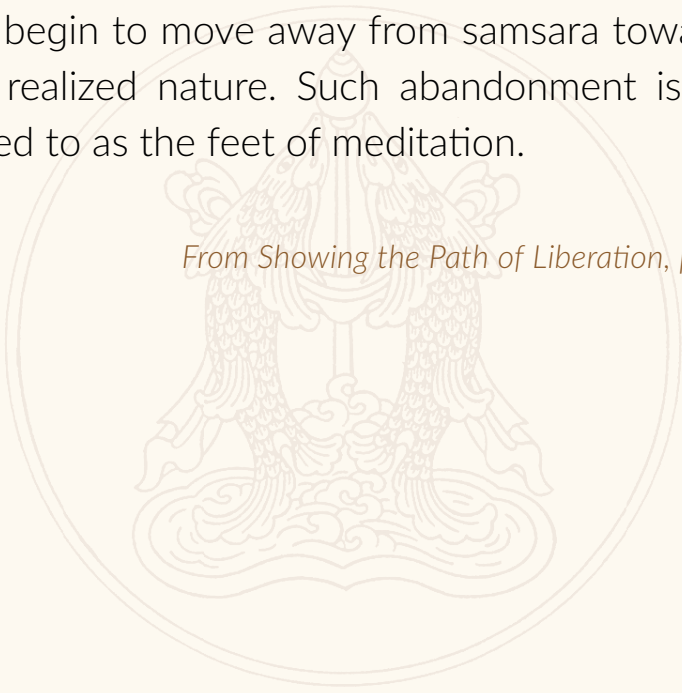 begin to move away from samsara towa
realized nature. Such abandonment is
ed to as the feet of meditation.
From Showing the Path of Liberation,